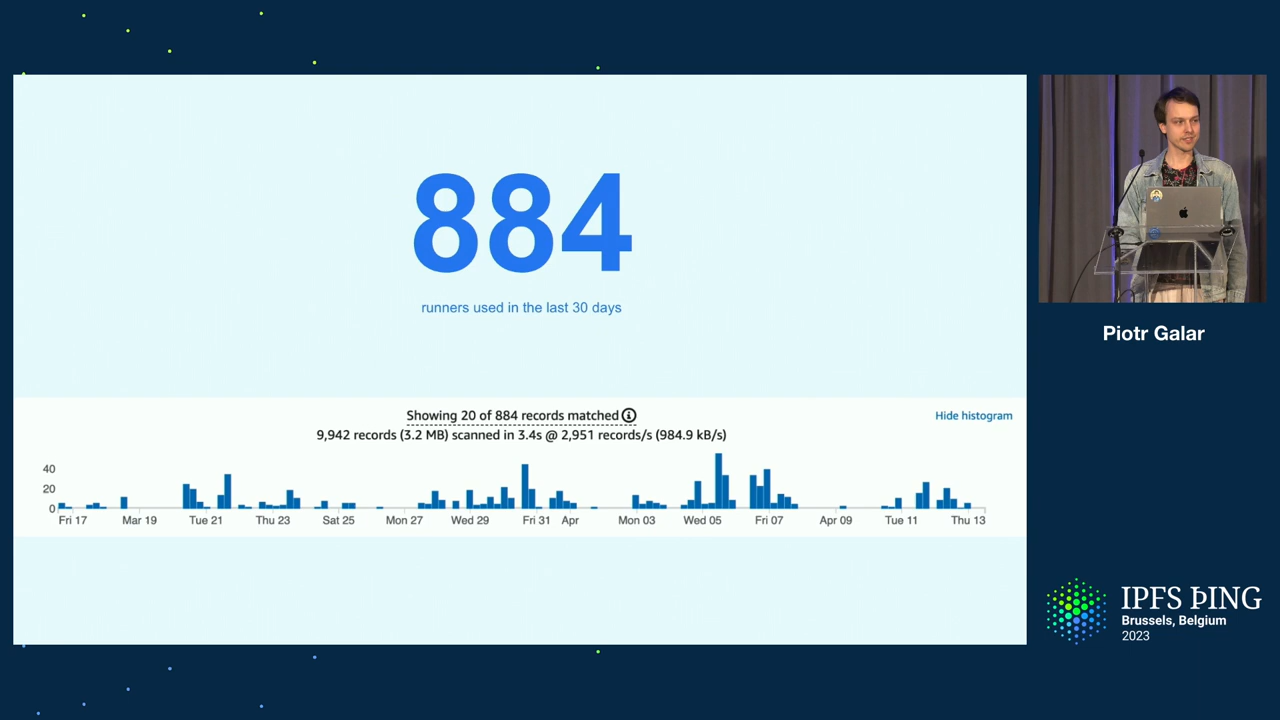 884
runners used in the last 30 days
Showing 20 of 884 records matched
Hide histogram
9,942 records (3.2 MB) scanned in 3.4s @ 2,951 records/s (984.9 kB/s)
40
20
0
Fri 17 Mar 19 Tue 21 Thu 23 Sat 25 Mon 27 Wed 29 Fri 31 Apr Mon 03 Wed 05 Fri 07 Apr 09 Tue 11 Thu 13
Piotr Galar
IPFS ÞING
Brussels, Belgium
2023